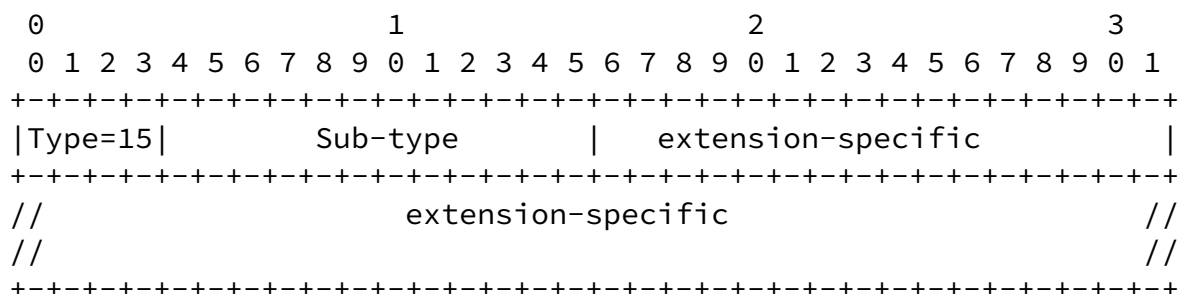 0                   1                   2                   3
 0 1 2 3 4 5 6 7 8 9 0 1 2 3 4 5 6 7 8 9 0 1 2 3 4 5 6 7 8 9 0 1
+-+-+-+-+-+-+-+-+-+-+-+-+-+-+-+-+-+-+-+-+-+-+-+-+-+-+-+-+-+-+-+-+
|Type=15|        Sub-type       |   extension-specific          |
+-+-+-+-+-+-+-+-+-+-+-+-+-+-+-+-+-+-+-+-+-+-+-+-+-+-+-+-+-+-+-+-+
//                    extension-specific                       //
//                                                             //
+-+-+-+-+-+-+-+-+-+-+-+-+-+-+-+-+-+-+-+-+-+-+-+-+-+-+-+-+-+-+-+-+